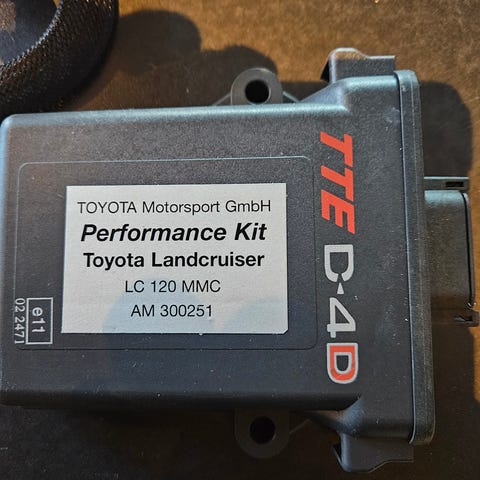 TOYOTA Motorsport GmbH
Performance Kit
Toyota Landcruiser
LC 120 MMC
AM 300251
TTE D-4D
e11
02 2471